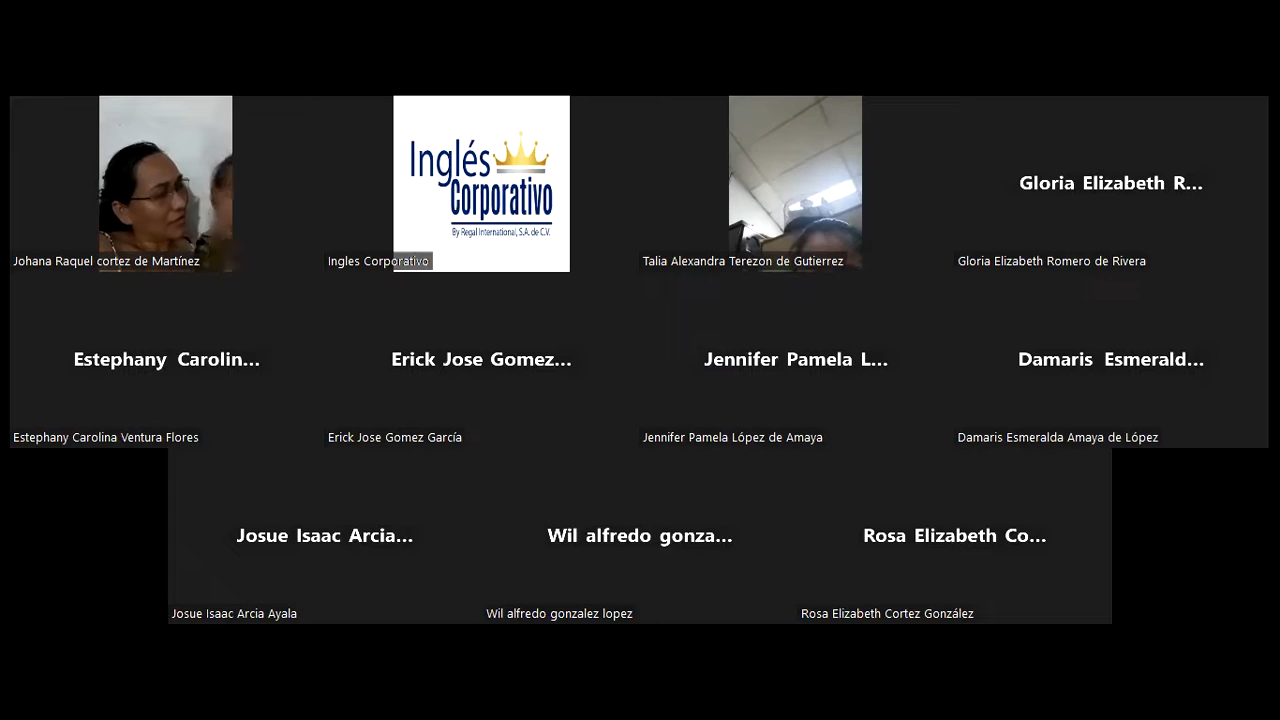 Inglés
Corporativo
By Regal International, S.A. de C.V.
Gloria Elizabeth R...
Johana Raquel cortez de Martínez
Ingles Corporativo
Talia Alexandra Terezon de Gutierrez
Gloria Elizabeth Romero de Rivera
Estephany Carolin...
Erick Jose Gomez...
Jennifer Pamela L...
Damaris Esmerald...
Estephany Carolina Ventura Flores
Erick Jose Gomez García
Jennifer Pamela López de Amaya
Damaris Esmeralda Amaya de López
Josue Isaac Arcia...
Wil alfredo gonza...
Rosa Elizabeth Co...
Josue Isaac Arcia Ayala
Wil alfredo gonzalez lopez
Rosa Elizabeth Cortez González